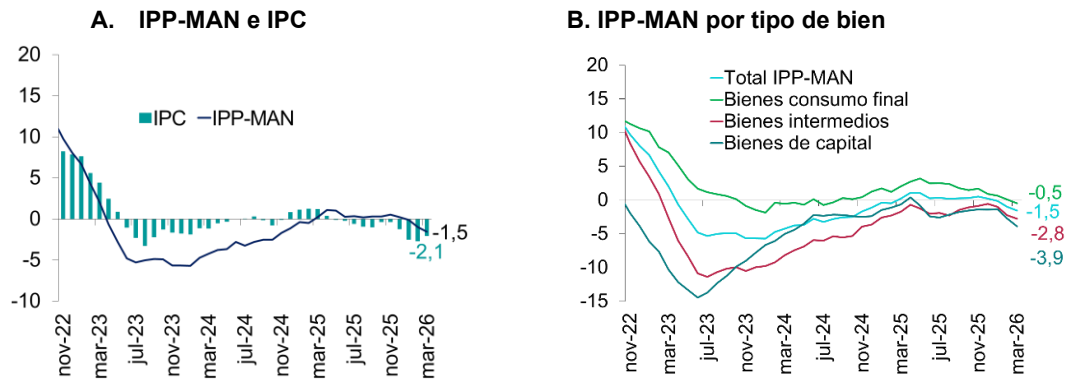 A. IPP-MAN e IPC
20
15
10
5
0
-5
-10
IPC
IPP-MAN
-1,5
-2,1
nov-22
mar-23
jul-23
nov-23
mar-24
jul-24
nov-24
mar-25
jul-25
nov-25
mar-26
B. IPP-MAN por tipo de bien
20
15
10
5
0
-5
-10
-15
Total IPP-MAN
Bienes consumo final
Bienes intermedios
Bienes de capital
-0,5
-1,5
-2,8
-3,9
nov-22
mar-23
jul-23
nov-23
mar-24
jul-24
nov-24
mar-25
jul-25
nov-25
mar-26